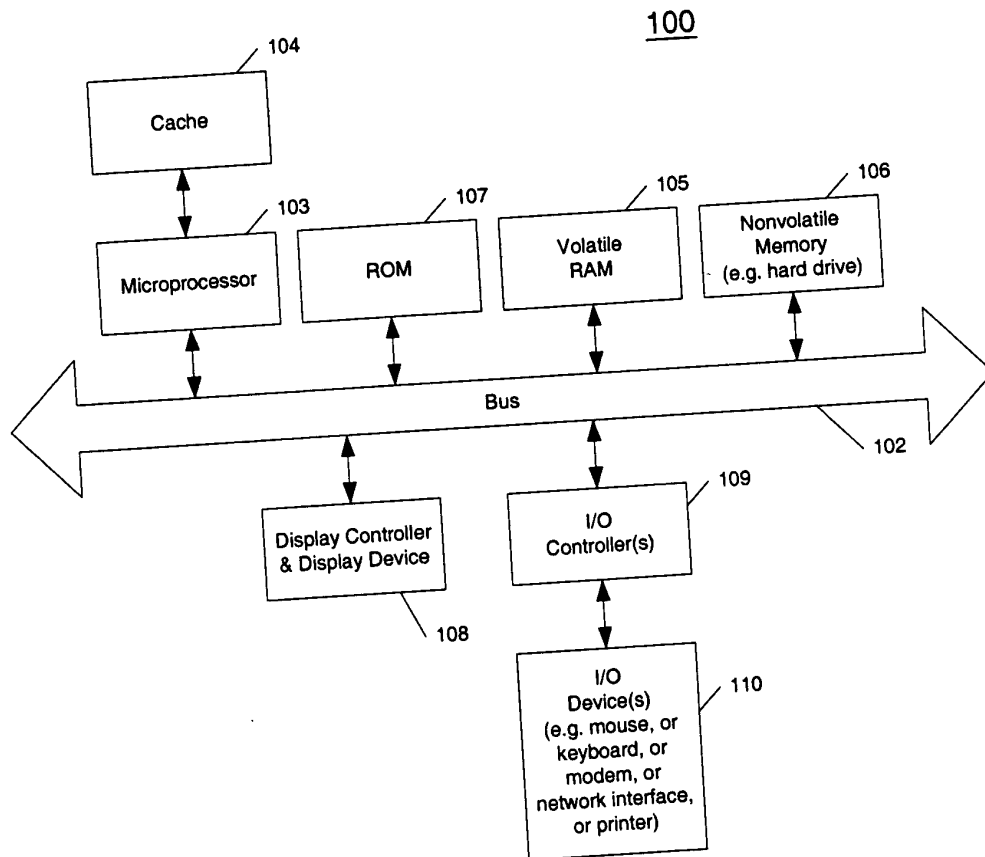 100
104
Cache
103
Microprocessor
107
ROM
105
Volatile
RAM
106
Nonvolatile
Memory
(e.g. hard drive)
Bus
102
Display Controller
& Display Device
108
109
I/O
Controller(s)
110
I/O
Device(s)
(e.g. mouse, or
keyboard, or
modem, or
network interface,
or printer)